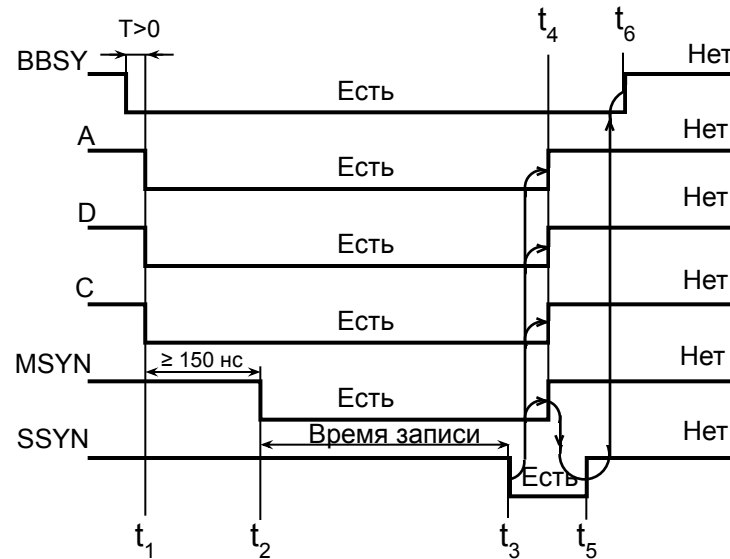 T>0
t4
t6
BBSY
Нет
Есть
A
Нет
Есть
D
Нет
Есть
C
Нет
Есть
≥ 150 нс
MSYN
Нет
Есть
SSYN
Время записи
Нет
Есть
t1
t2
t3
t5